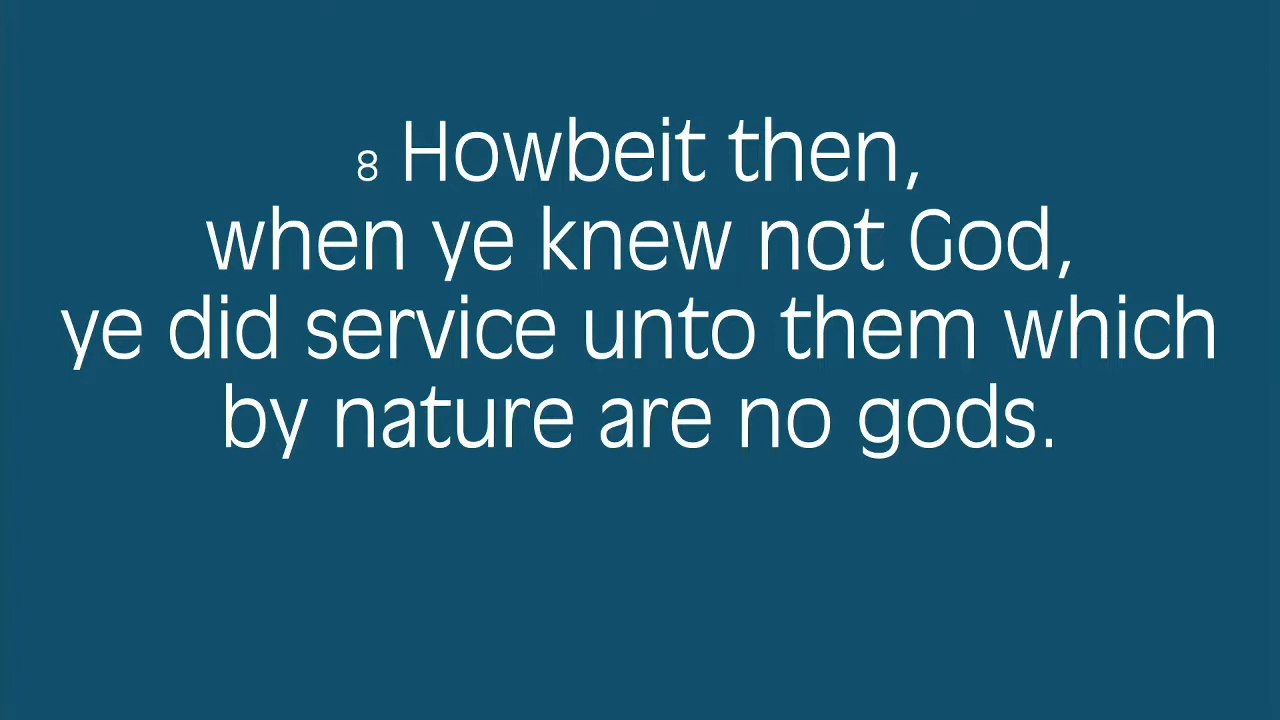 8 Howbeit then,
when ye knew not God,
ye did service unto them which
by nature are no gods.